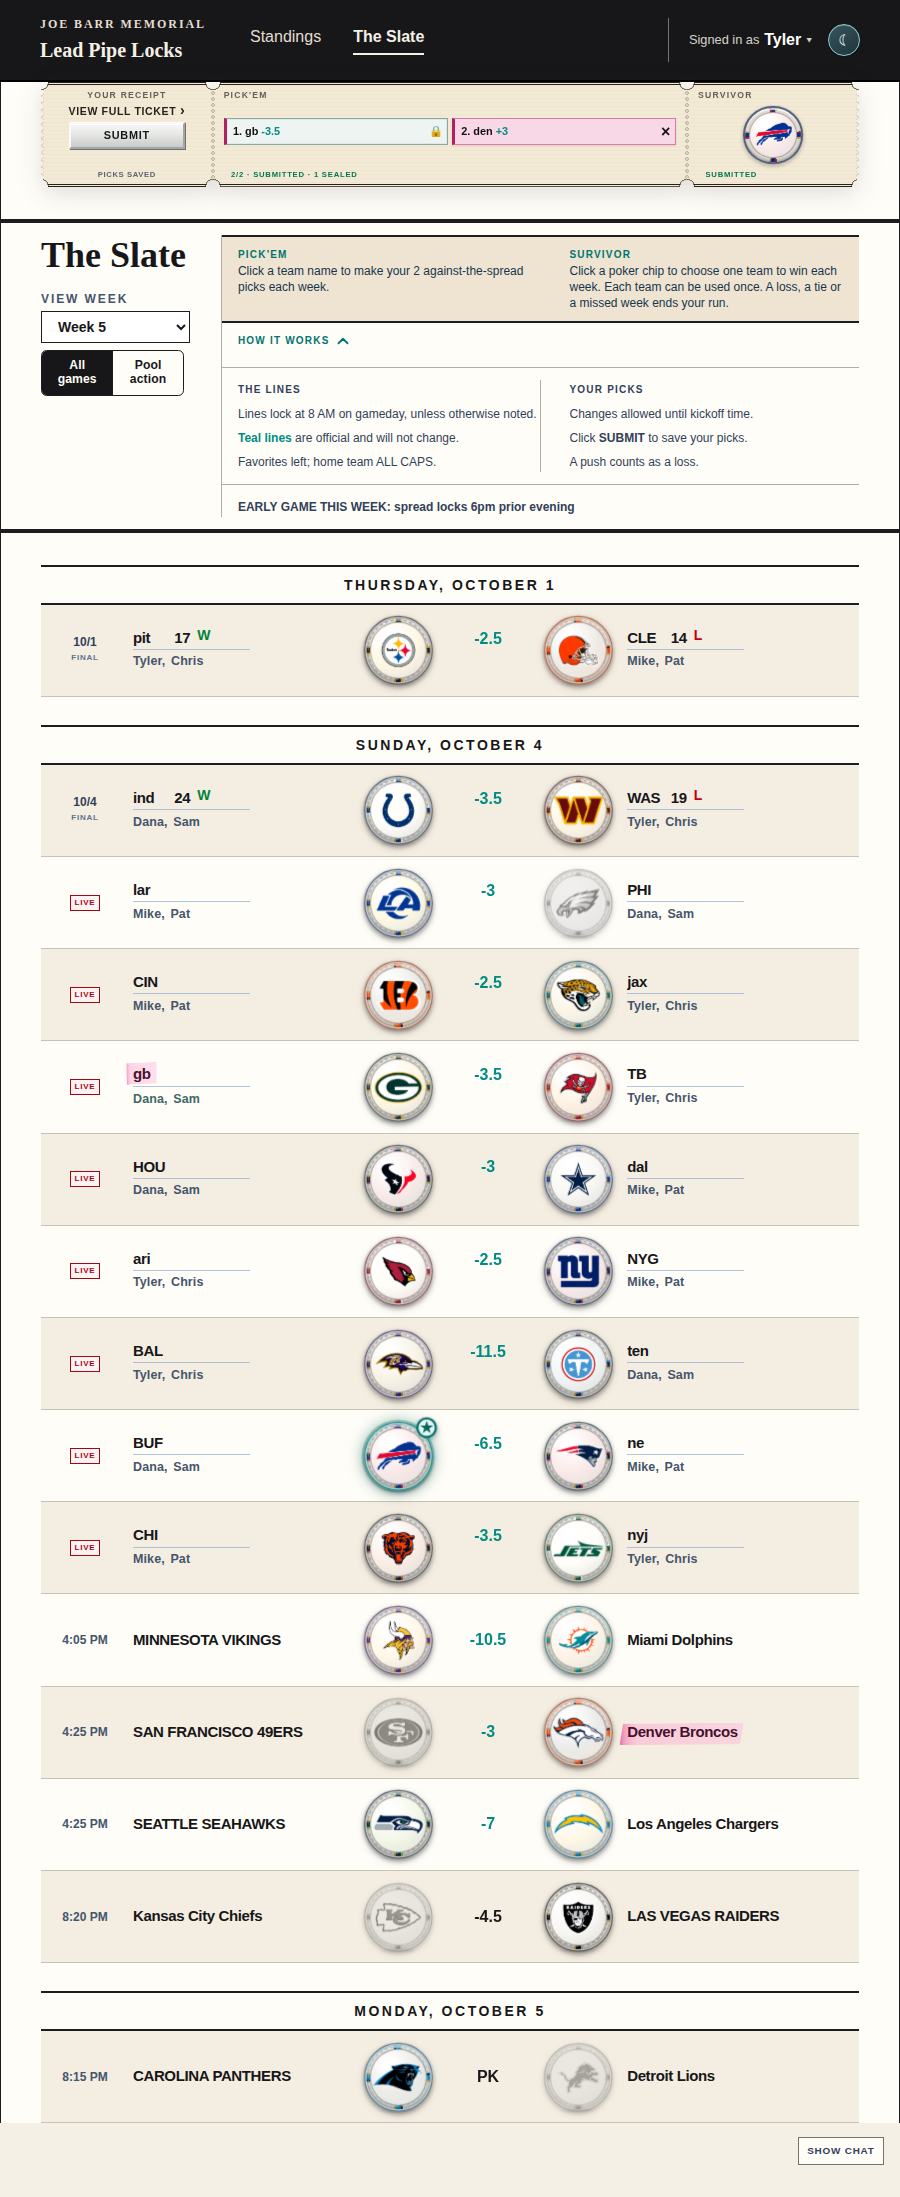 JOE BARR MEMORIAL
Lead Pipe Locks
Standings
The Slate
Signed in as Tyler ▾
YOUR RECEIPT
VIEW FULL TICKET ›
SUBMIT
PICKS SAVED
PICK'EM
1. gb -3.5
2. den +3 ×
2/2 · SUBMITTED · 1 SEALED
SURVIVOR
SUBMITTED
The Slate
VIEW WEEK
Week 5
All games
Pool action
PICK'EM
Click a team name to make your 2 against-the-spread
picks each week.
SURVIVOR
Click a poker chip to choose one team to win each
week. Each team can be used once. A loss, a tie or
a missed week ends your run.
HOW IT WORKS
THE LINES
Lines lock at 8 AM on gameday, unless otherwise noted.
Teal lines are official and will not change.
Favorites left; home team ALL CAPS.
YOUR PICKS
Changes allowed until kickoff time.
Click SUBMIT to save your picks.
A push counts as a loss.
EARLY GAME THIS WEEK: spread locks 6pm prior evening
THURSDAY, OCTOBER 1
10/1 pit 17 W -2.5 CLE 14 L
FINAL Tyler, Chris Mike, Pat
SUNDAY, OCTOBER 4
10/4 ind 24 W -3.5 WAS 19 L
FINAL Dana, Sam Tyler, Chris
lar -3 PHI
LIVE Mike, Pat Dana, Sam
CIN -2.5 jax
LIVE Mike, Pat Tyler, Chris
gb -3.5 TB
LIVE Dana, Sam Tyler, Chris
HOU -3 dal
LIVE Dana, Sam Mike, Pat
ari -2.5 NYG
LIVE Tyler, Chris ny Mike, Pat
BAL -11.5 ten
LIVE Tyler, Chris Dana, Sam
BUF -6.5 ne
LIVE Dana, Sam Mike, Pat
CHI -3.5 nyj
LIVE Mike, Pat JETS Tyler, Chris
4:05 PM MINNESOTA VIKINGS -10.5 Miami Dolphins
4:25 PM SAN FRANCISCO 49ERS SF -3 Denver Broncos
4:25 PM SEATTLE SEAHAWKS -7 Los Angeles Chargers
8:20 PM Kansas City Chiefs KC -4.5 RAIDERS LAS VEGAS RAIDERS
MONDAY, OCTOBER 5
8:15 PM CAROLINA PANTHERS PK Detroit Lions
SHOW CHAT